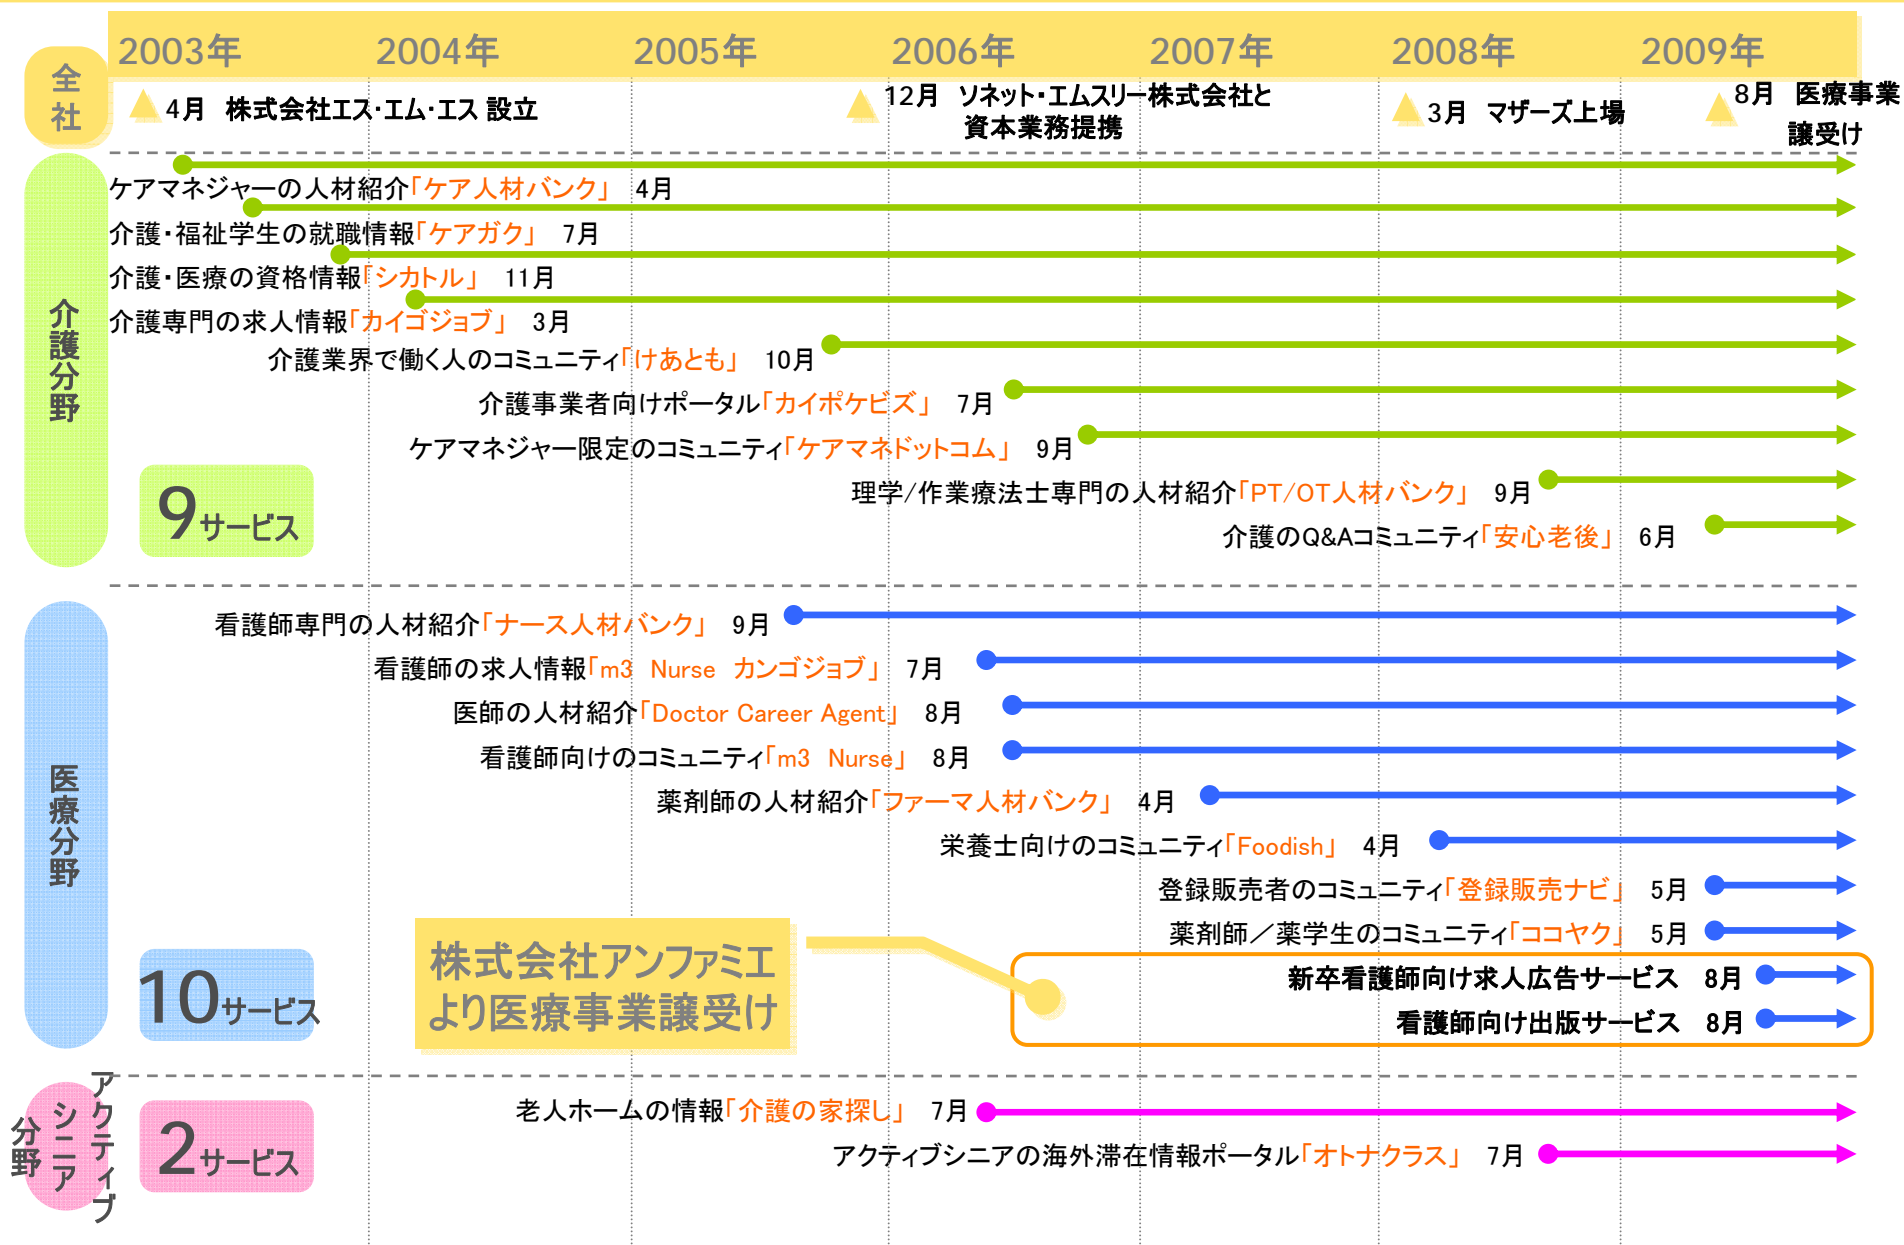 2003年 2004年 2005年 2006年 2007年 2008年 2009年
全社
4月 株式会社エス・エム・エス 設立
12月 ソネット・エムスリー株式会社と
資本業務提携
3月 マザーズ上場
8月 医療事業
譲受け
介護分野
ケアマネジャーの人材紹介「ケア人材バンク」 4月
介護・福祉学生の就職情報「ケアガク」 7月
介護・医療の資格情報「シカトル」 11月
介護専門の求人情報「カイゴジョブ」 3月
介護業界で働く人のコミュニティ「けあとも」 10月
介護事業者向けポータル「カイポケビズ」 7月
ケアマネジャー限定のコミュニティ「ケアマネドットコム」 9月
理学/作業療法士専門の人材紹介「PT/OT人材バンク」 9月
介護のQ&Aコミュニティ「安心老後」 6月
9サービス
医療分野
看護師専門の人材紹介「ナース人材バンク」 9月
看護師の求人情報「m3 Nurse カンゴジョブ」 7月
医師の人材紹介「Doctor Career Agent」 8月
看護師向けのコミュニティ「m3 Nurse」 8月
薬剤師の人材紹介「ファーマ人材バンク」 4月
栄養士向けのコミュニティ「Foodish」 4月
登録販売者のコミュニティ「登録販売ナビ」 5月
薬剤師／薬学生のコミュニティ「ココヤク」 5月
新卒看護師向け求人広告サービス 8月
看護師向け出版サービス 8月
株式会社アンファミエ
より医療事業譲受け
10サービス
アクティブ
シニア
分野
2サービス
老人ホームの情報「介護の家探し」 7月
アクティブシニアの海外滞在情報ポータル「オトナクラス」 7月